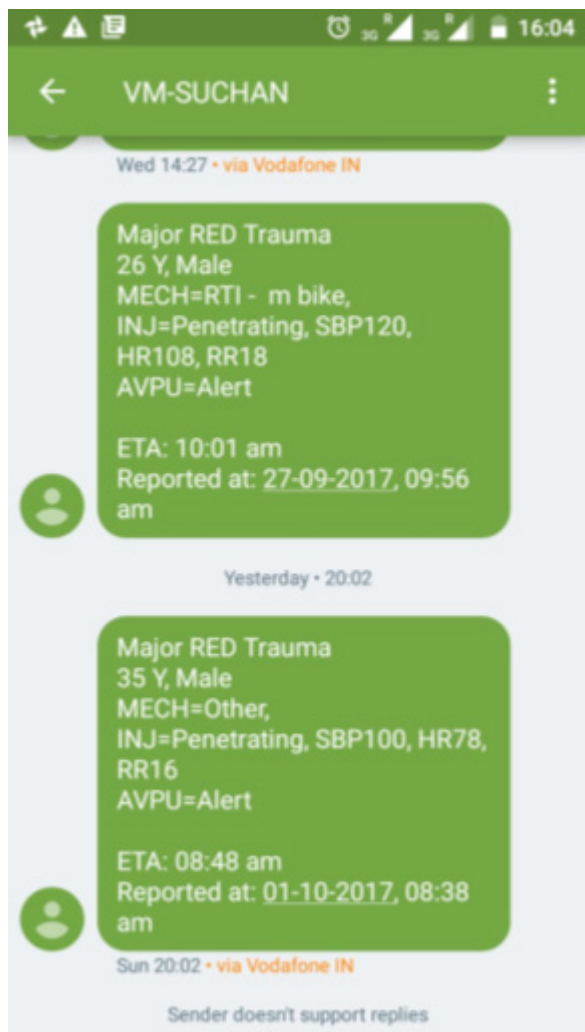 3G R 3G R 16:04
VM-SUCHAN
Wed 14:27 • via Vodafone IN
Major RED Trauma
26 Y, Male
MECH=RTI - m bike,
INJ=Penetrating, SBP120,
HR108, RR18
AVPU=Alert
ETA: 10:01 am
Reported at: 27-09-2017, 09:56
am
Yesterday • 20:02
Major RED Trauma
35 Y, Male
MECH=Other,
INJ=Penetrating, SBP100, HR78,
RR16
AVPU=Alert
ETA: 08:48 am
Reported at: 01-10-2017, 08:38
am
Sun 20:02 • via Vodafone IN
Sender doesn't support replies